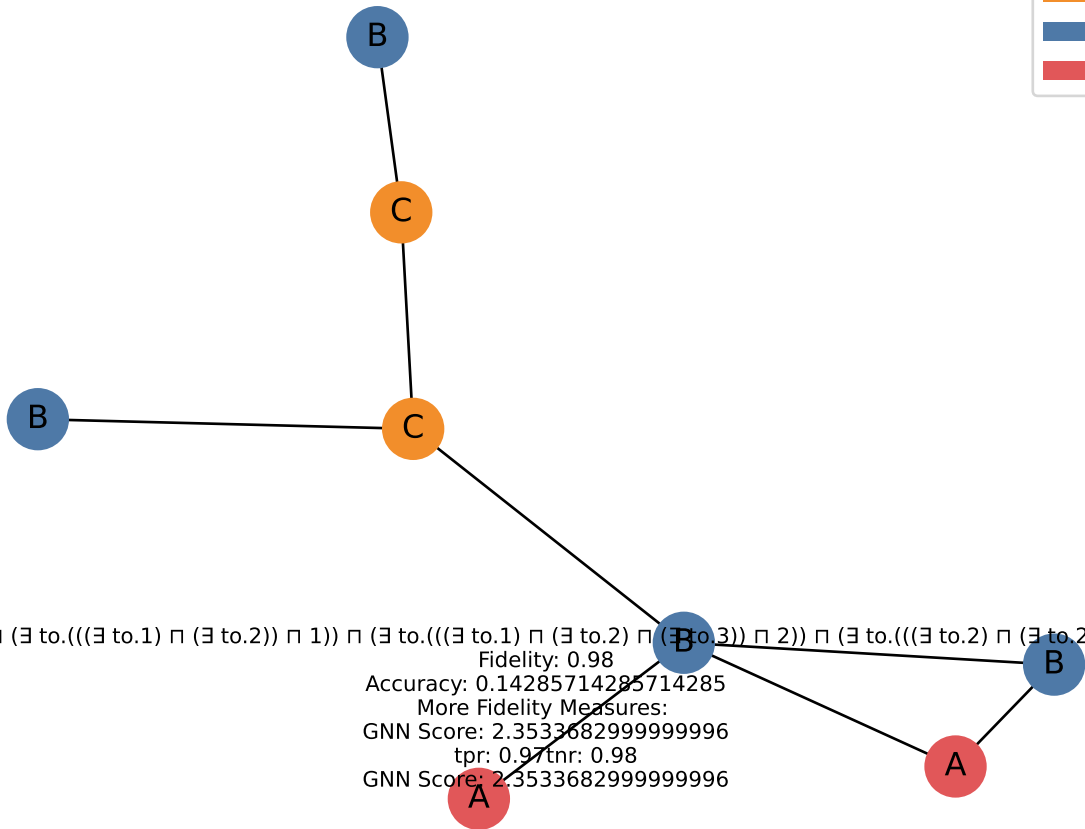 B
C
B
C
(∃ to.(((∃ to.1) ⊓ (∃ to.2)) ⊓ 1)) ⊓ (∃ to.(((∃ to.1) ⊓ (∃ to.2) ⊓ (∃ to.3)) ⊓ 2)) ⊓ (∃ to.(((∃ to.2) ⊓ (∃ to.2
B
Fidelity: 0.98
B
Accuracy: 0.14285714285714285
More Fidelity Measures:
GNN Score: 2.3533682999999996
tpr: 0.97tnr: 0.98
A
GNN Score: 2.3533682999999996
A